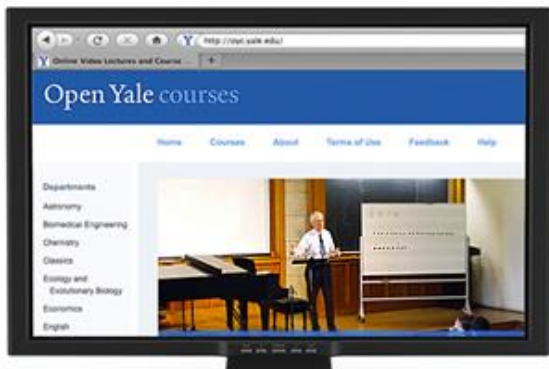 http://oyc.yale.edu/
Online Video Lectures and Course ...
Open Yale courses
Home Courses About Terms of Use Feedback Help
Departments
Astronomy
Biomedical Engineering
Chemistry
Classics
Ecology and
Evolutionary Biology
Economics
English